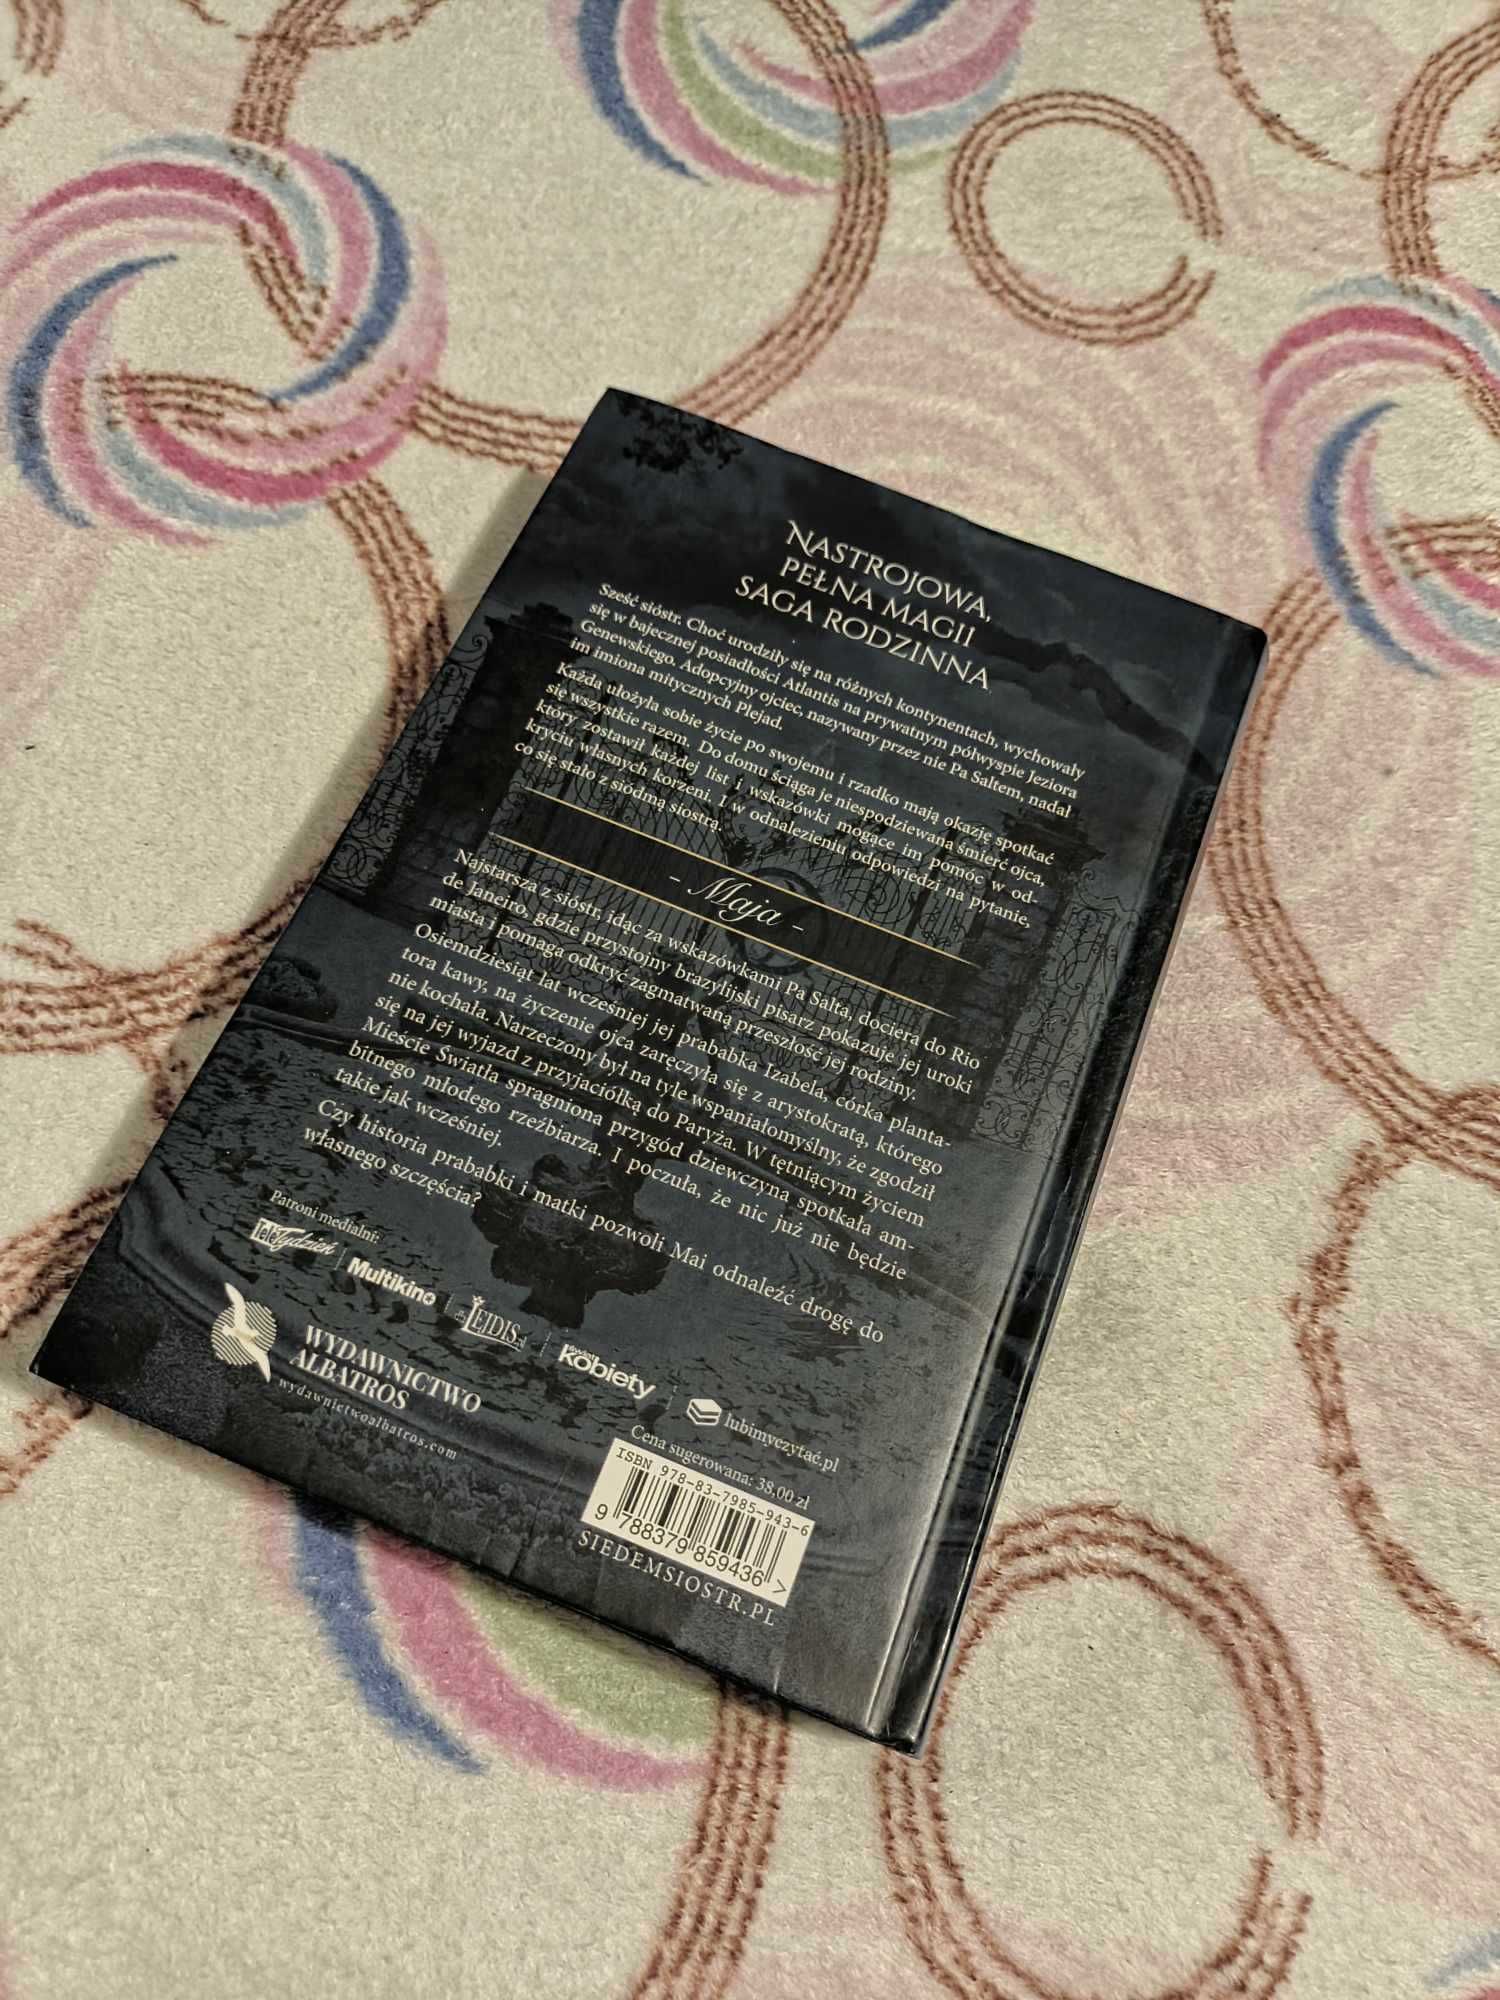 Nastrojowa,
pełna magii
saga rodzinna
Sześć sióstr. Choć urodziły się na różnych kontynentach, wychowały
się w bajecznej posiadłości Atlantis na prywatnym półwyspie Jeziora
Genewskiego. Adopcyjny ojciec, nazywany przez nie Pa Saltem, nadal
im imiona mitycznych Plejad.
Każda ułożyła sobie życie po swojemu i rzadko mają okazję spotkać
się wszystkie razem. Do domu ściąga je niespodziewana śmierć ojca,
który zostawił każdej list i wskazówki mogące im pomóc w od-
kryciu własnych korzeni. I w odnalezieniu odpowiedzi na pytanie,
co się stało z siódmą siostrą.
- Maja -
Najstarsza z sióstr, idąc za wskazówkami Pa Salta, dociera do Rio
de Janeiro, gdzie przystojny brazylijski pisarz pokazuje jej uroki
miasta i pomaga odkryć zagmatwaną przeszłość jej rodziny.
Osiemdziesiąt lat wcześniej jej prababka Izabela, córka planta-
tora kawy, na życzenie ojca zaręczyła się z arystokratą, którego
nie kochała. Narzeczony był na tyle wspaniałomyślny, że zgodził
się na jej wyjazd z przyjaciółką do Paryża. W tętniącym życiem
Mieście Światła spragniona przygód dziewczyna spotkała am-
bitnego młodego rzeźbiarza. I poczuła, że nic już nie będzie
takie jak wcześniej.
Czy historia prababki i matki pozwoli Mai odnaleźć drogę do
własnego szczęścia?
Patroni medialni:
Tele Tydzień | Multikino | LEJDIS | kobiety | lubimyczytać.pl
WYDAWNICTWO
ALBATROS
wydawnictwoalbatros.com
Cena sugerowana: 38,00 zł
ISBN 978-83-7985-943-6
9 788379 859436 >
SIEDEMSIOSTR.PL